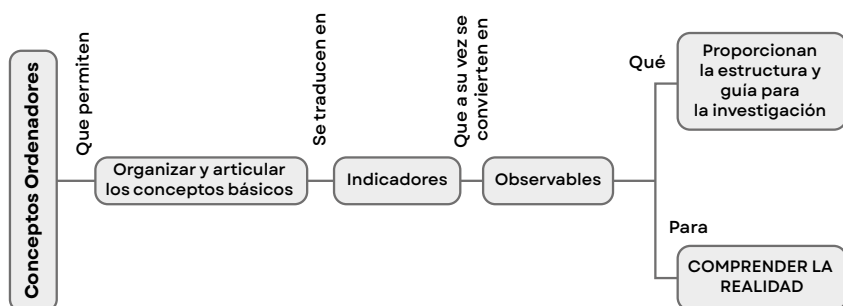 Conceptos Ordenadores
Que permiten
Organizar y articular
los conceptos básicos
Se traducen en
Indicadores
Que a su vez se
convierten en
Observables
Qué
Proporcionan
la estructura y
guía para
la investigación
Para
COMPRENDER LA
REALIDAD